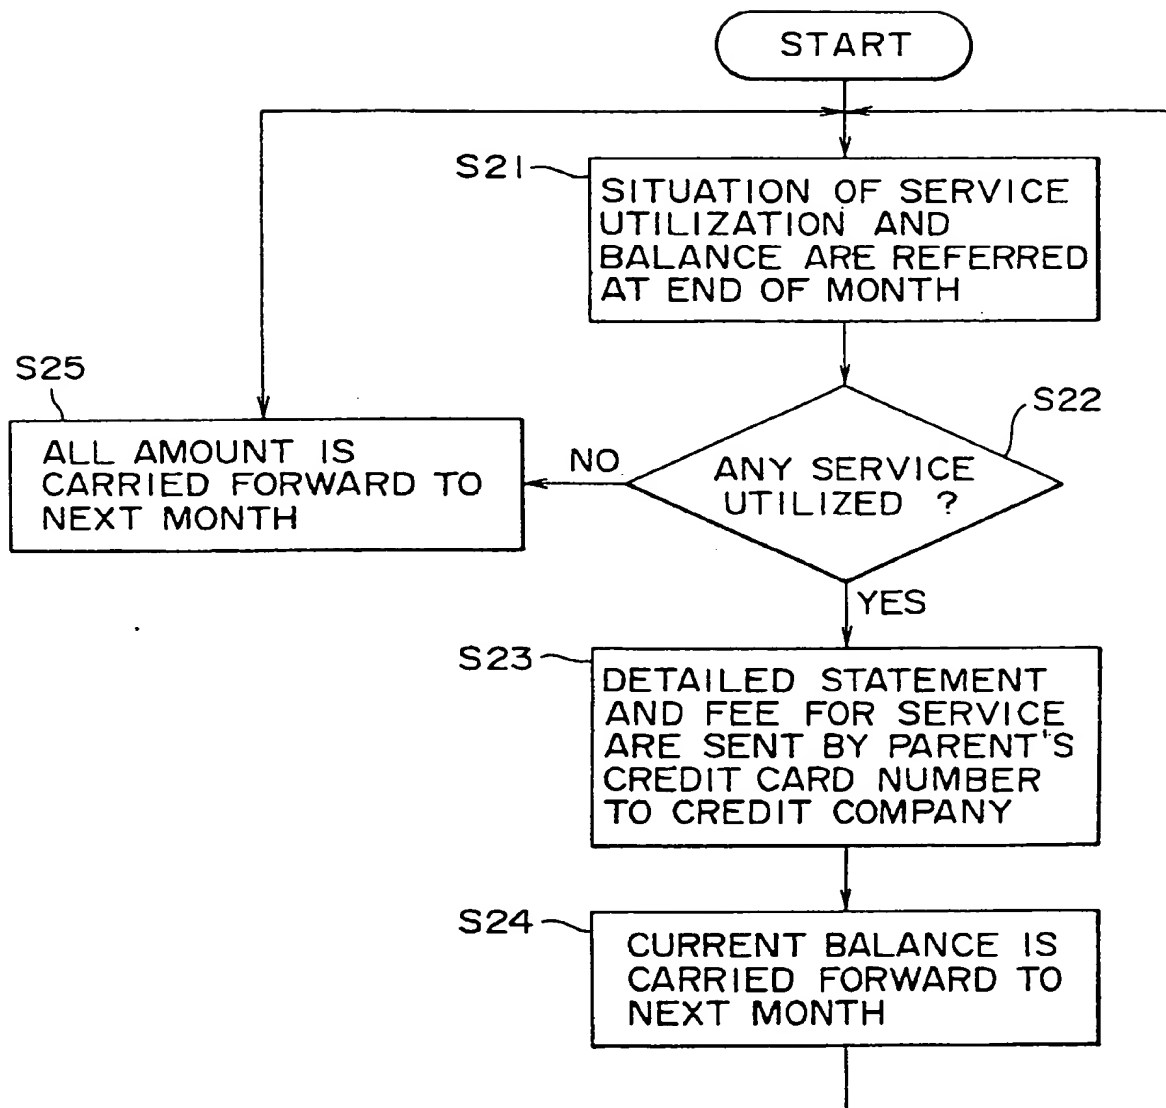 START
S21
SITUATION OF SERVICE
UTILIZATION AND
BALANCE ARE REFERRED
AT END OF MONTH
S25
ALL AMOUNT IS
CARRIED FORWARD TO
NEXT MONTH
NO
S22
ANY SERVICE
UTILIZED ?
YES
S23
DETAILED STATEMENT
AND FEE FOR SERVICE
ARE SENT BY PARENT'S
CREDIT CARD NUMBER
TO CREDIT COMPANY
S24
CURRENT BALANCE IS
CARRIED FORWARD TO
NEXT MONTH